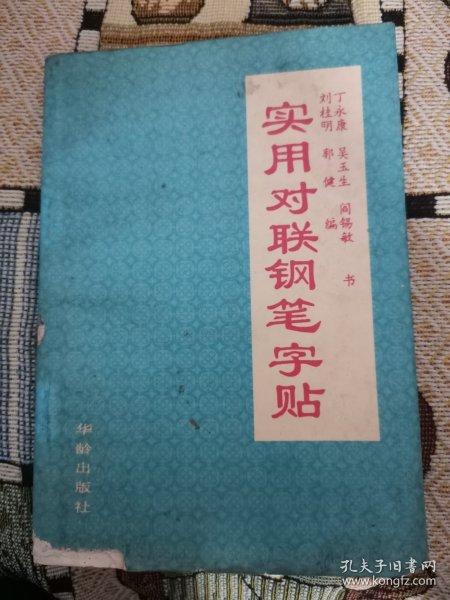 丁永康 吴玉生 阎锡敏 书
刘桂明 郭健 编
实用对联钢笔字贴
华龄出版社
孔夫子旧书网
www.kongfz.com